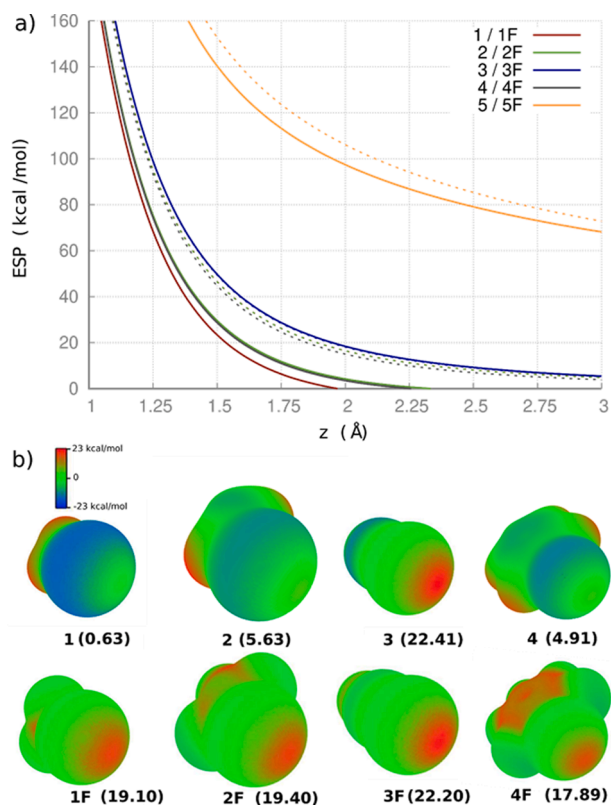 a)
160
140
120
100
80
60
40
20
0
ESP (kcal /mol)
1 / 1F
2 / 2F
3 / 3F
4 / 4F
5 / 5F
1
1.25
1.5
1.75
2
2.25
2.5
2.75
3
z (Å)
b)
23 kcal/mol
0
-23 kcal/mol
1 (0.63)
2 (5.63)
3 (22.41)
4 (4.91)
1F (19.10)
2F (19.40)
3F (22.20)
4F (17.89)